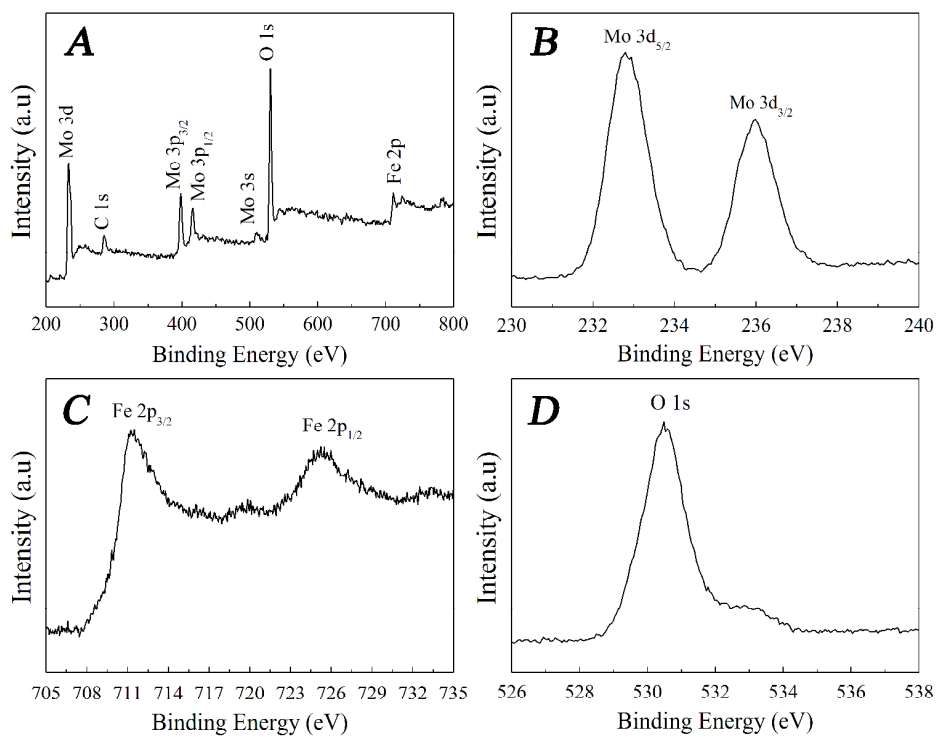 A
Intensity (a.u)
Mo 3d
C 1s
Mo 3p3/2
Mo 3p1/2
Mo 3s
O 1s
Fe 2p
200 300 400 500 600 700 800
Binding Energy (eV)
B
Intensity (a.u)
Mo 3d5/2
Mo 3d3/2
230 232 234 236 238 240
Binding Energy (eV)
C
Intensity (a.u)
Fe 2p3/2
Fe 2p1/2
705 708 711 714 717 720 723 726 729 732 735
Binding Energy (eV)
D
Intensity (a.u)
O 1s
526 528 530 532 534 536 538
Binding Energy (eV)